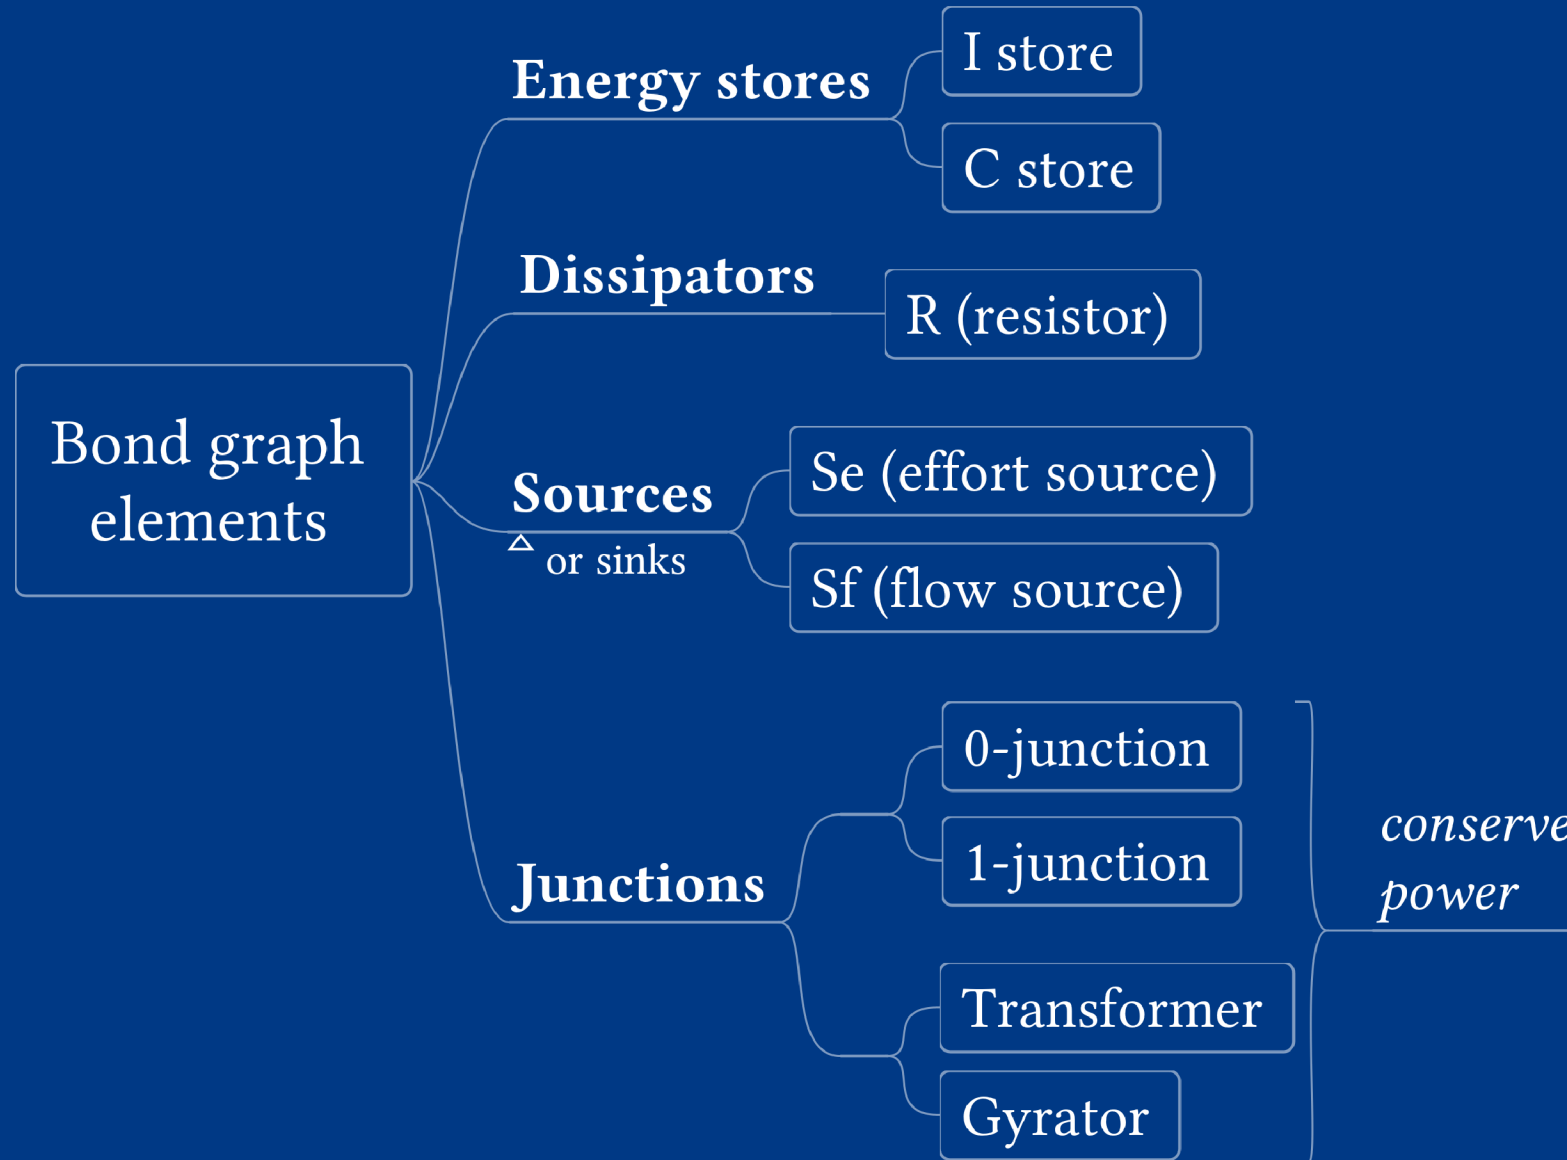 Bond graph
elements
Energy stores
I store
C store
Dissipators
R (resistor)
Sources
or sinks
Se (effort source)
Sf (flow source)
Junctions
0-junction
1-junction
Transformer
Gyrator
conserve
power